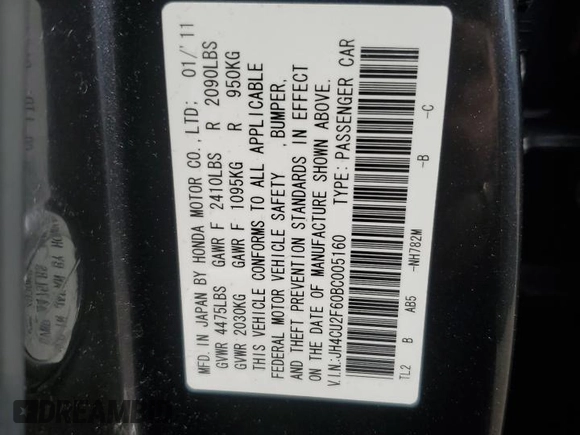 MFD. IN JAPAN BY HONDA MOTOR CO., LTD: 01/'11
GVWR 4475LBS GAWR F 2410LBS R 2090LBS
GVWR 2030KG GAWR F 1095KG R 950KG
THIS VEHICLE CONFORMS TO ALL APPLICABLE
FEDERAL MOTOR VEHICLE SAFETY ,BUMPER,
AND THEFT PREVENTION STANDARDS IN EFFECT
ON THE DATE OF MANUFACTURE SHOWN ABOVE.
V.I.N.:JH4CU2F60BC005160 TYPE: PASSENGER CAR
TL2 B AB5 -NH782M -B -C
DREAMBID